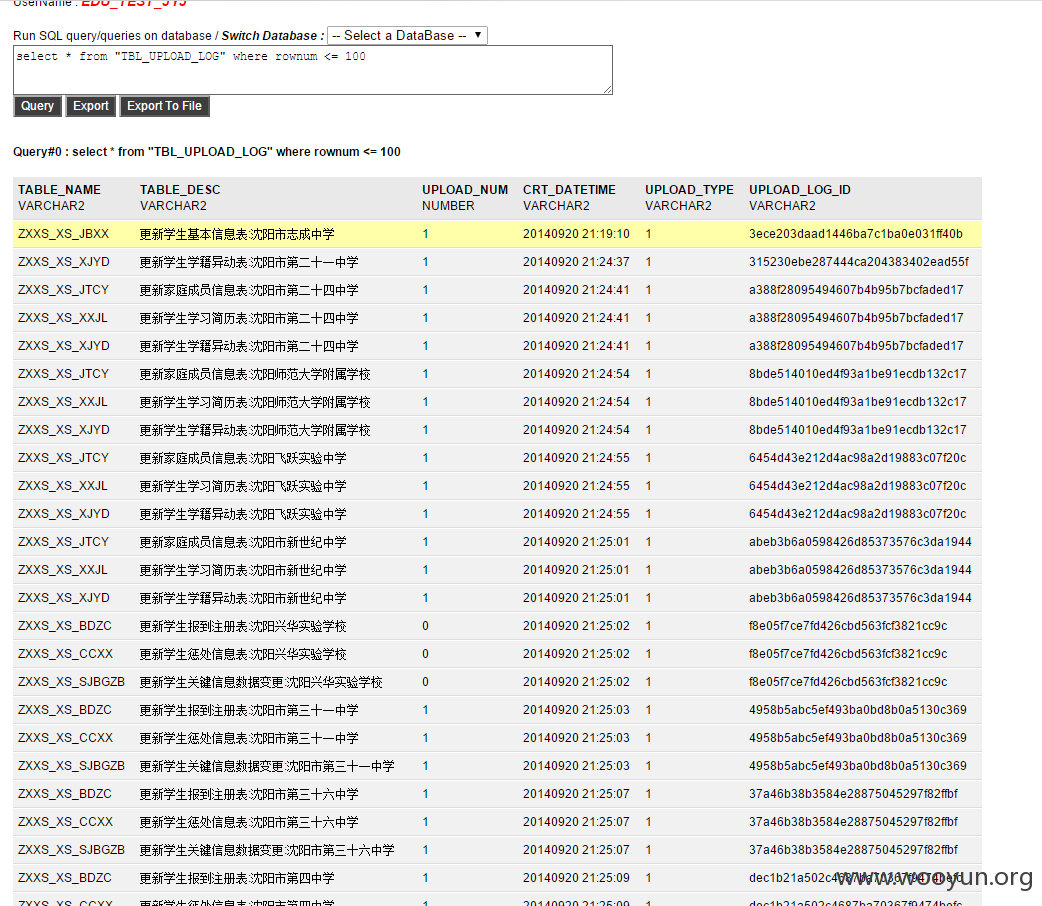 UserName : EDU_TEST_JYJ
Run SQL query/queries on database / Switch Database : -- Select a DataBase --
select * from "TBL_UPLOAD_LOG" where rownum <= 100
Query Export Export To File
Query#0 : select * from "TBL_UPLOAD_LOG" where rownum <= 100
TABLE_NAME TABLE_DESC UPLOAD_NUM CRT_DATETIME UPLOAD_TYPE UPLOAD_LOG_ID
VARCHAR2 VARCHAR2 NUMBER VARCHAR2 VARCHAR2 VARCHAR2
ZXXS_XS_JBXX 更新学生基本信息表:沈阳市志成中学 1 20140920 21:19:10 1 3ece203daad1446ba7c1ba0e031ff40b
ZXXS_XS_XJYD 更新学生学籍异动表:沈阳市第二十一中学 1 20140920 21:24:37 1 315230ebe287444ca204383402ead55f
ZXXS_XS_JTCY 更新家庭成员信息表:沈阳市第二十四中学 1 20140920 21:24:41 1 a388f28095494607b4b95b7bcfaded17
ZXXS_XS_XXJL 更新学生学习简历表:沈阳市第二十四中学 1 20140920 21:24:41 1 a388f28095494607b4b95b7bcfaded17
ZXXS_XS_XJYD 更新学生学籍异动表:沈阳市第二十四中学 1 20140920 21:24:41 1 a388f28095494607b4b95b7bcfaded17
ZXXS_XS_JTCY 更新家庭成员信息表:沈阳师范大学附属学校 1 20140920 21:24:54 1 8bde514010ed4f93a1be91ecdb132c17
ZXXS_XS_XXJL 更新学生学习简历表:沈阳师范大学附属学校 1 20140920 21:24:54 1 8bde514010ed4f93a1be91ecdb132c17
ZXXS_XS_XJYD 更新学生学籍异动表:沈阳师范大学附属学校 1 20140920 21:24:54 1 8bde514010ed4f93a1be91ecdb132c17
ZXXS_XS_JTCY 更新家庭成员信息表:沈阳飞跃实验中学 1 20140920 21:24:55 1 6454d43e212d4ac98a2d19883c07f20c
ZXXS_XS_XXJL 更新学生学习简历表:沈阳飞跃实验中学 1 20140920 21:24:55 1 6454d43e212d4ac98a2d19883c07f20c
ZXXS_XS_XJYD 更新学生学籍异动表:沈阳飞跃实验中学 1 20140920 21:24:55 1 6454d43e212d4ac98a2d19883c07f20c
ZXXS_XS_JTCY 更新家庭成员信息表:沈阳市新世纪中学 1 20140920 21:25:01 1 abeb3b6a0598426d85373576c3da1944
ZXXS_XS_XXJL 更新学生学习简历表:沈阳市新世纪中学 1 20140920 21:25:01 1 abeb3b6a0598426d85373576c3da1944
ZXXS_XS_XJYD 更新学生学籍异动表:沈阳市新世纪中学 1 20140920 21:25:01 1 abeb3b6a0598426d85373576c3da1944
ZXXS_XS_BDZC 更新学生报到注册表:沈阳兴华实验学校 0 20140920 21:25:02 1 f8e05f7ce7fd426cbd563fcf3821cc9c
ZXXS_XS_CCXX 更新学生惩处信息表:沈阳兴华实验学校 0 20140920 21:25:02 1 f8e05f7ce7fd426cbd563fcf3821cc9c
ZXXS_XS_SJBGZB 更新学生关键信息数据变更:沈阳兴华实验学校 0 20140920 21:25:02 1 f8e05f7ce7fd426cbd563fcf3821cc9c
ZXXS_XS_BDZC 更新学生报到注册表:沈阳市第三十一中学 1 20140920 21:25:03 1 4958b5abc5ef493ba0bd8b0a5130c369
ZXXS_XS_CCXX 更新学生惩处信息表:沈阳市第三十一中学 1 20140920 21:25:03 1 4958b5abc5ef493ba0bd8b0a5130c369
ZXXS_XS_SJBGZB 更新学生关键信息数据变更:沈阳市第三十一中学 1 20140920 21:25:03 1 4958b5abc5ef493ba0bd8b0a5130c369
ZXXS_XS_BDZC 更新学生报到注册表:沈阳市第三十六中学 1 20140920 21:25:07 1 37a46b38b3584e28875045297f82ffbf
ZXXS_XS_CCXX 更新学生惩处信息表:沈阳市第三十六中学 1 20140920 21:25:07 1 37a46b38b3584e28875045297f82ffbf
ZXXS_XS_SJBGZB 更新学生关键信息数据变更:沈阳市第三十六中学 1 20140920 21:25:07 1 37a46b38b3584e28875045297f82ffbf
ZXXS_XS_BDZC 更新学生报到注册表:沈阳市第四中学 1 20140920 21:25:09 1
www.wooyun.org
ZXXS_XS_CCXX 更新学生惩处信息表:沈阳市第四中学 1 20140920 21:25:09 1